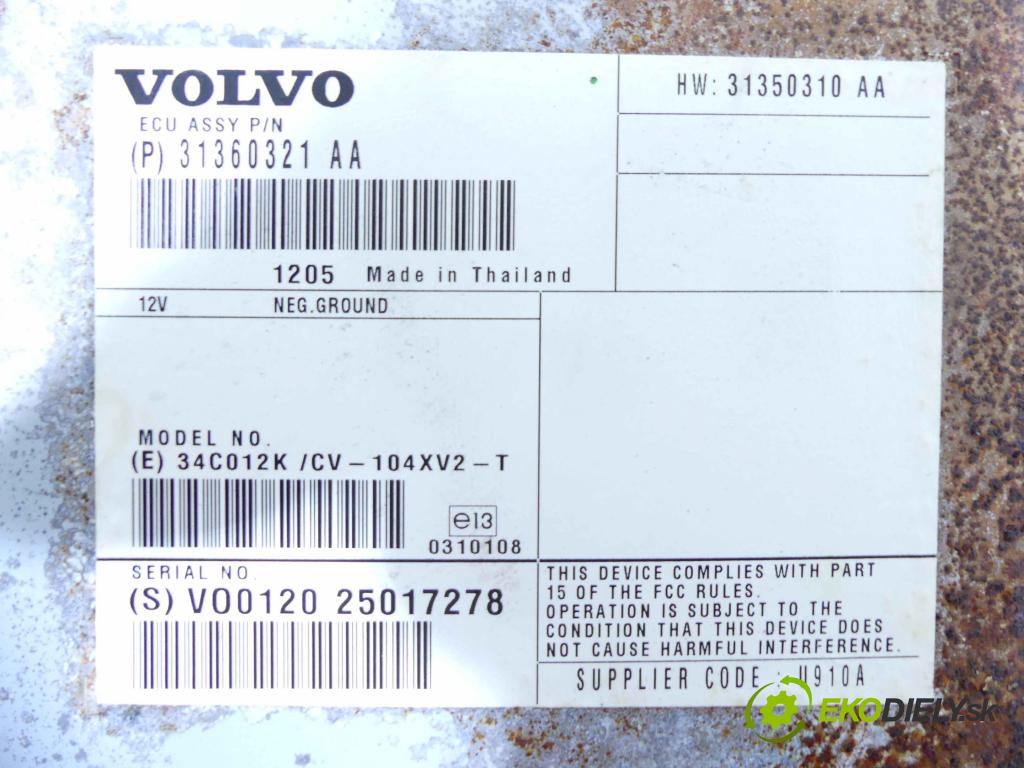 VOLVO
ECU ASSY P/N
(P) 31360321 AA
1205 Made in Thailand
HW: 31350310 AA
12V NEG.GROUND
MODEL NO.
(E) 34C012K /CV-104XV2-T
e13
0310108
SERIAL NO.
(S) VO0120 25017278
THIS DEVICE COMPLIES WITH PART
15 OF THE FCC RULES.
OPERATION IS SUBJECT TO THE
CONDITION THAT THIS DEVICE DOES
NOT CAUSE HARMFUL INTERFERENCE.
SUPPLIER CODE U910A
EKODIELY.sk